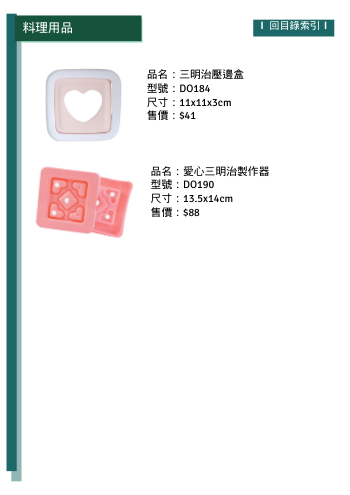 料理用品
I 回目錄索引 I
品名：三明治壓邊盒
型號：DO184
尺寸：11x11x3cm
售價：$41
品名：愛心三明治製作器
型號：DO190
尺寸：13.5x14cm
售價：$88